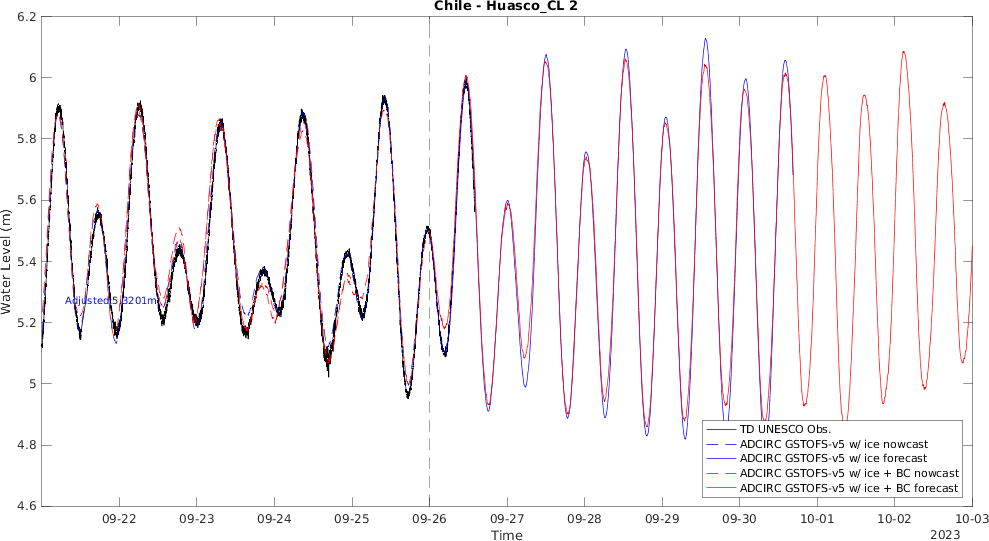 Chile - Huasco_CL 2
6.2
6
5.8
5.6
5.4
5.2
5
4.8
4.6
Water Level (m)
Adjusted 5.3201m
TD UNESCO Obs.
ADCIRC GSTOFS-v5 w/ ice nowcast
ADCIRC GSTOFS-v5 w/ ice forecast
ADCIRC GSTOFS-v5 w/ ice + BC nowcast
ADCIRC GSTOFS-v5 w/ ice + BC forecast
09-22 09-23 09-24 09-25 09-26 09-27 09-28 09-29 09-30 10-01 10-02 10-03
Time
2023